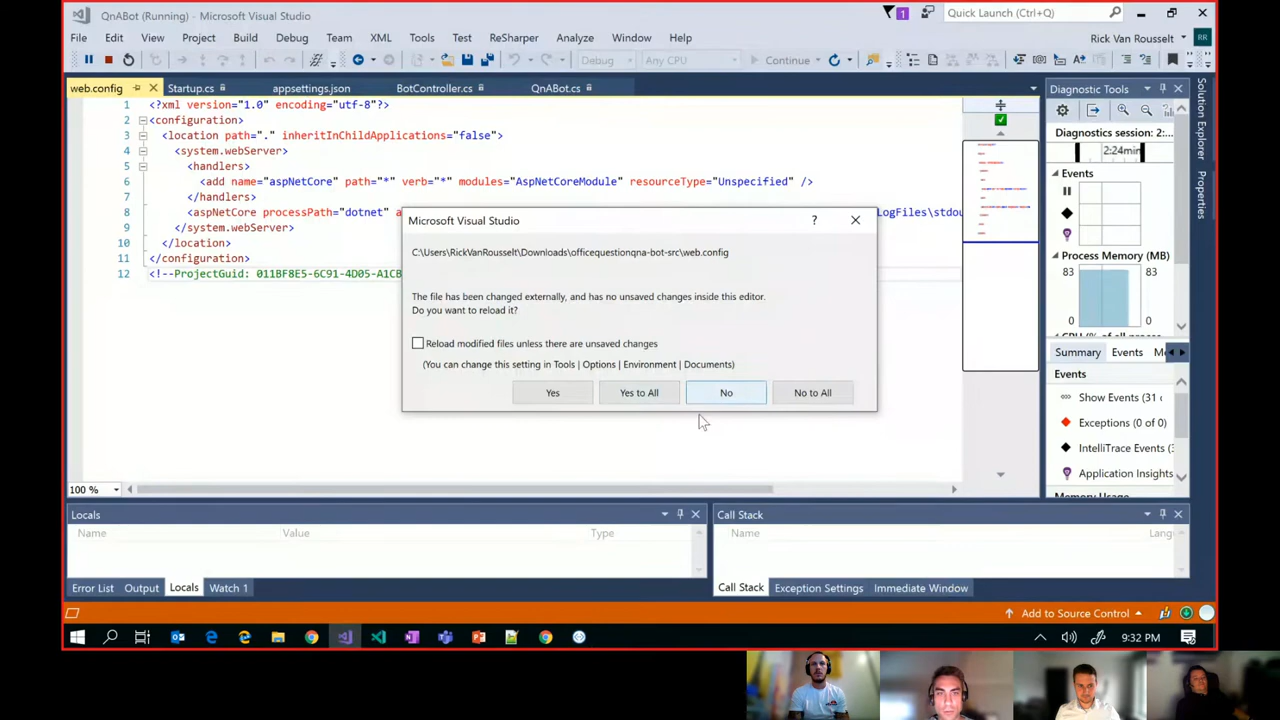 QnABot (Running) - Microsoft Visual Studio
1
Quick Launch (Ctrl+Q)
File Edit View Project Build Debug Team XML Tools Test ReSharper Analyze Window Help
Rick Van Rousselt RR
Debug Any CPU Continue
web.config Startup.cs appsettings.json BotController.cs QnABot.cs
Diagnostic Tools
1 <?xml version="1.0" encoding="utf-8"?>
2 <configuration>
3 <location path="." inheritInChildApplications="false">
4 <system.webServer>
5 <handlers>
6 <add name="aspNetCore" path="*" verb="*" modules="AspNetCoreModule" resourceType="Unspecified" />
7 </handlers>
8 <aspNetCore processPath="dotnet" a LogFiles\stdou
9 </system.webServer>
10 </location>
11 </configuration>
12 <!--ProjectGuid: 011BF8E5-6C91-4D05-A1CB
Microsoft Visual Studio
?
C:\Users\RickVanRousselt\Downloads\officequestionqna-bot-src\web.config
The file has been changed externally, and has no unsaved changes inside this editor.
Do you want to reload it?
Reload modified files unless there are unsaved changes
(You can change this setting in Tools | Options | Environment | Documents)
Yes Yes to All No No to All
Diagnostics session: 2:...
2:24min
Events
Process Memory (MB)
83 83
0 0
Summary Events
Events
Show Events (31 o
Exceptions (0 of 0)
IntelliTrace Events (3
Application Insights
Solution Explorer
Properties
100 %
Locals
Name Value Type
Error List Output Locals Watch 1
Call Stack
Name Lang
Call Stack Exception Settings Immediate Window
Add to Source Control
9:32 PM